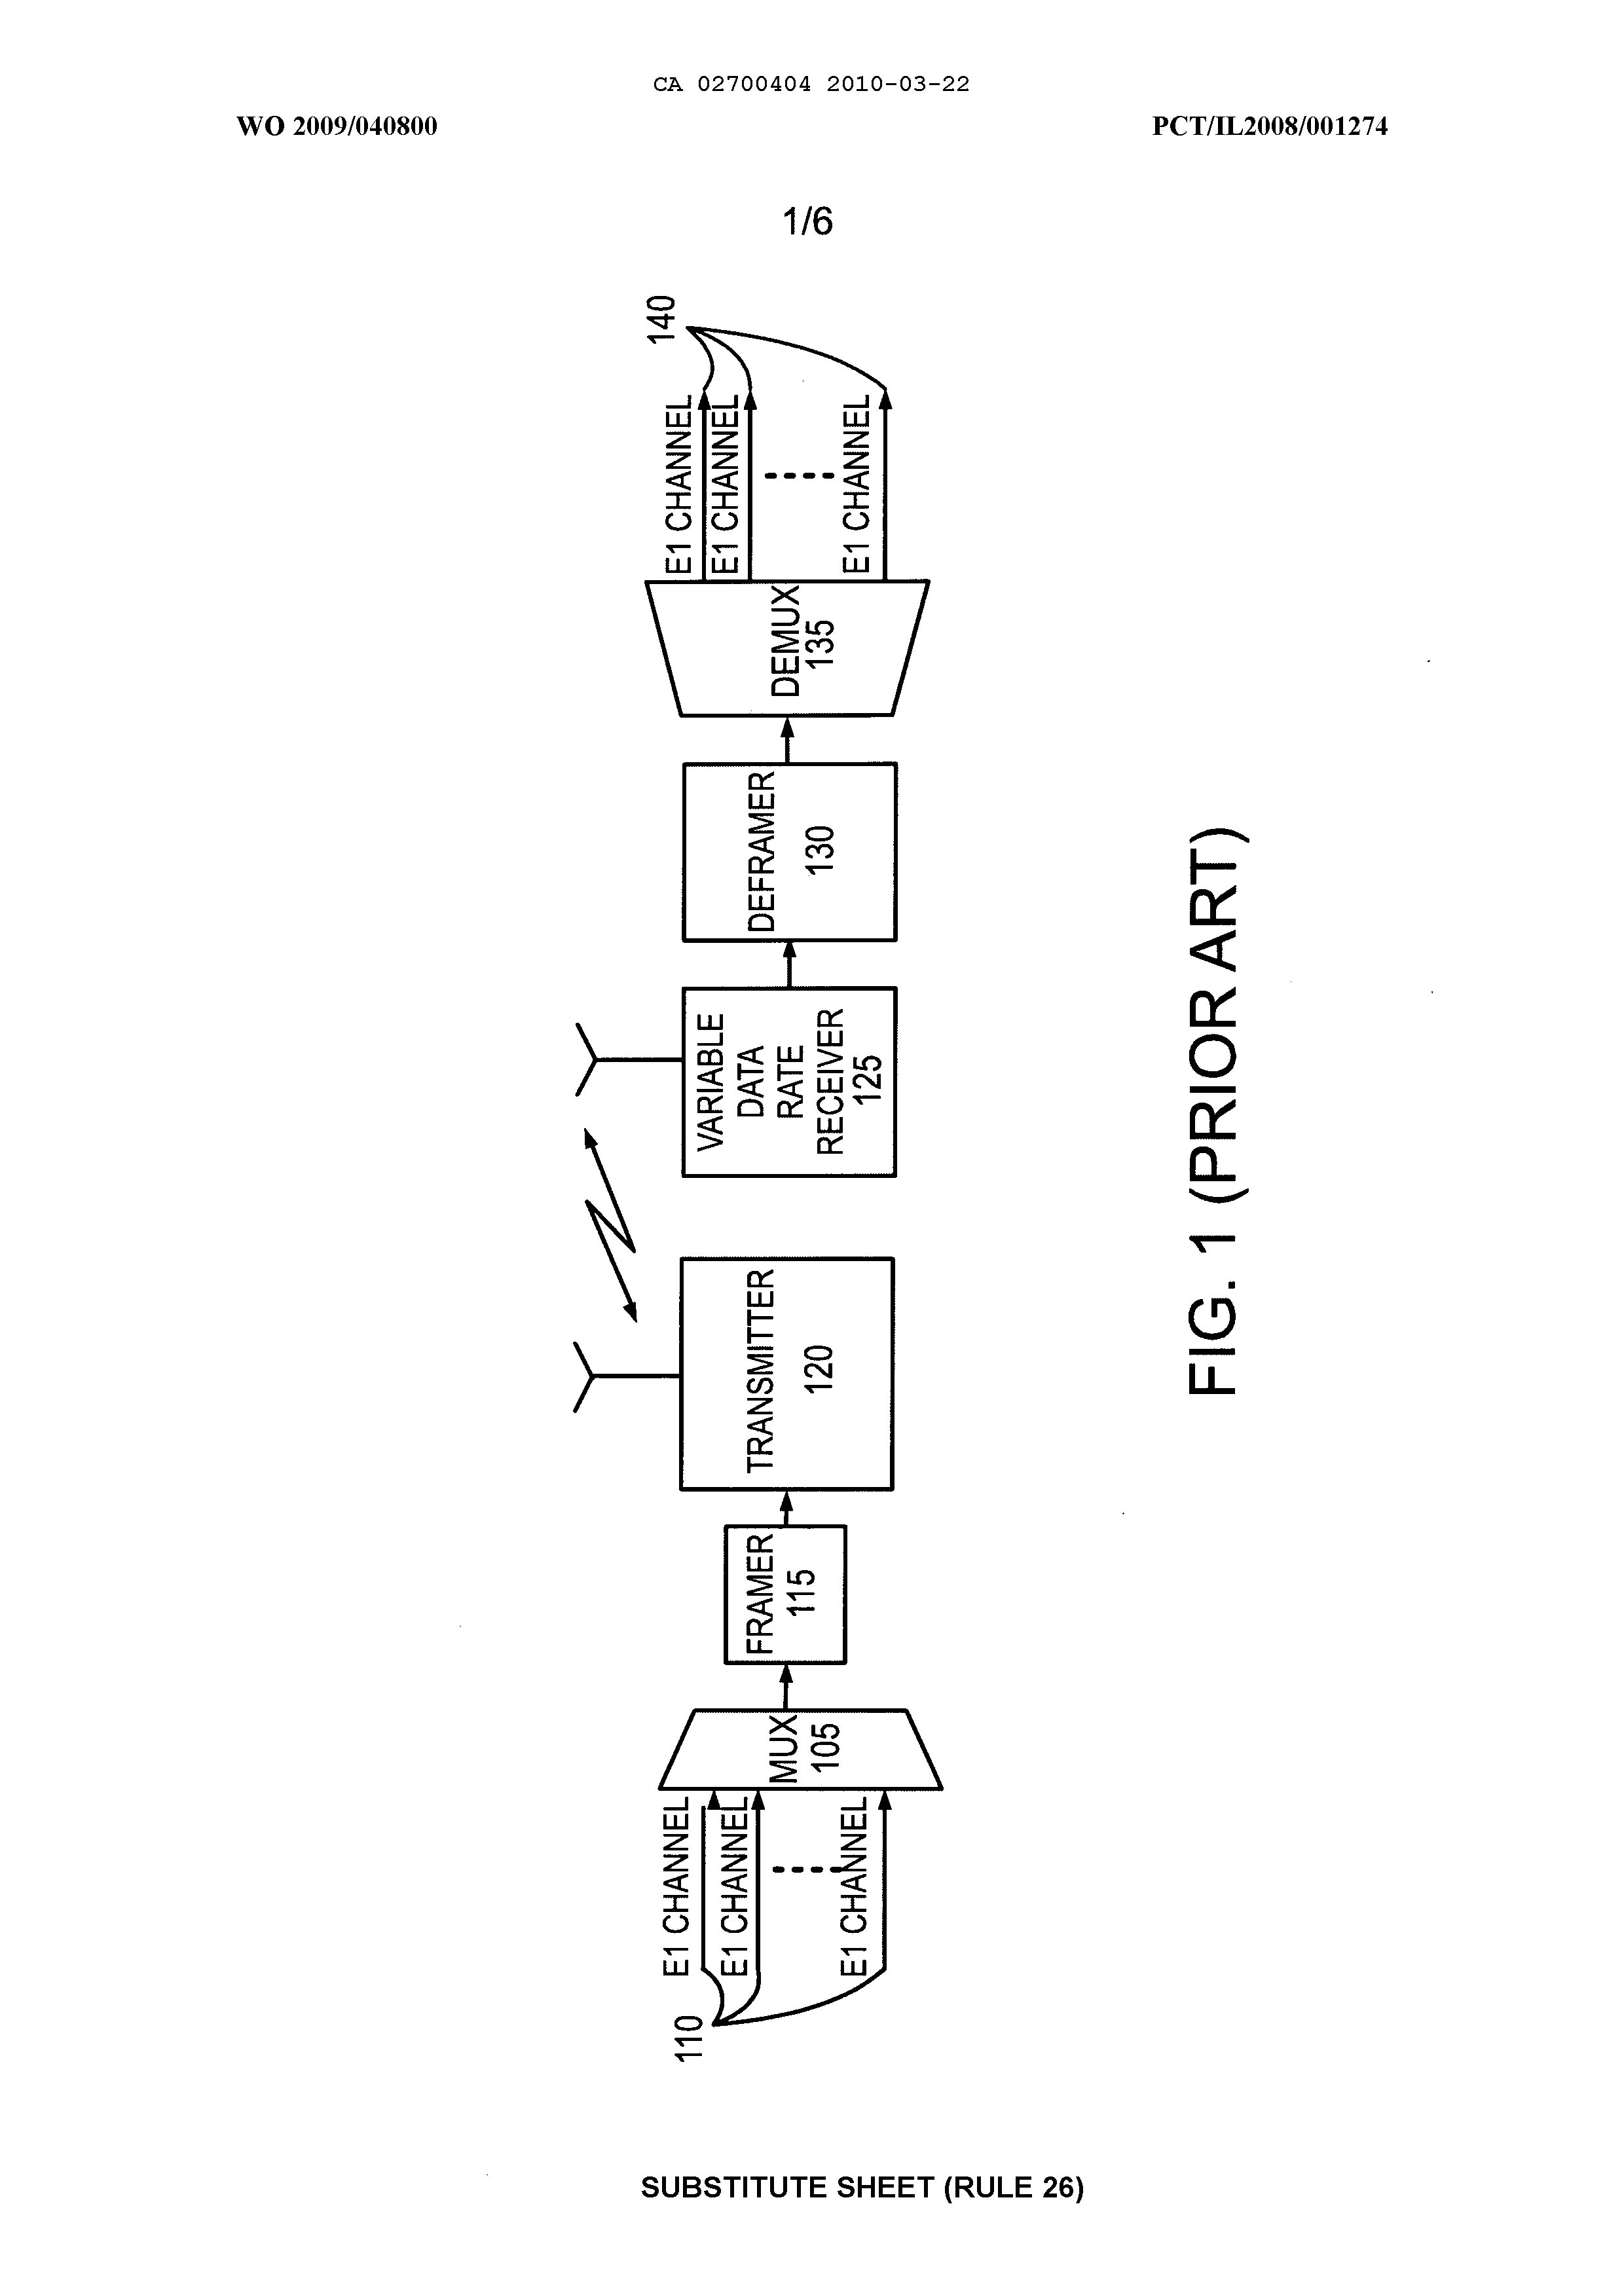 CA 02700404 2010-03-22
WO 2009/040800
PCT/IL2008/001274
1/6
110
E1 CHANNEL
E1 CHANNEL
E1 CHANNEL
MUX
105
FRAMER
115
TRANSMITTER
120
VARIABLE
DATA
RATE
RECEIVER
125
DEFRAMER
130
DEMUX
135
E1 CHANNEL
E1 CHANNEL
E1 CHANNEL
140
FIG. 1 (PRIOR ART)
SUBSTITUTE SHEET (RULE 26)